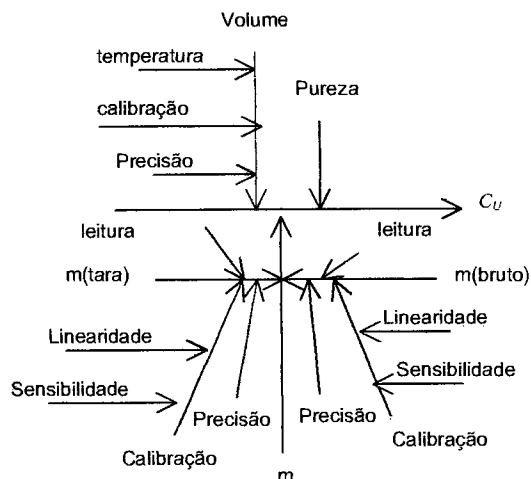 Volume
temperatura
Pureza
calibração
Precisão
C_U
leitura
leitura
m(tara)
m(bruto)
Linearidade
Linearidade
Sensibilidade
Sensibilidade
Precisão
Precisão
Calibração
Calibração
m